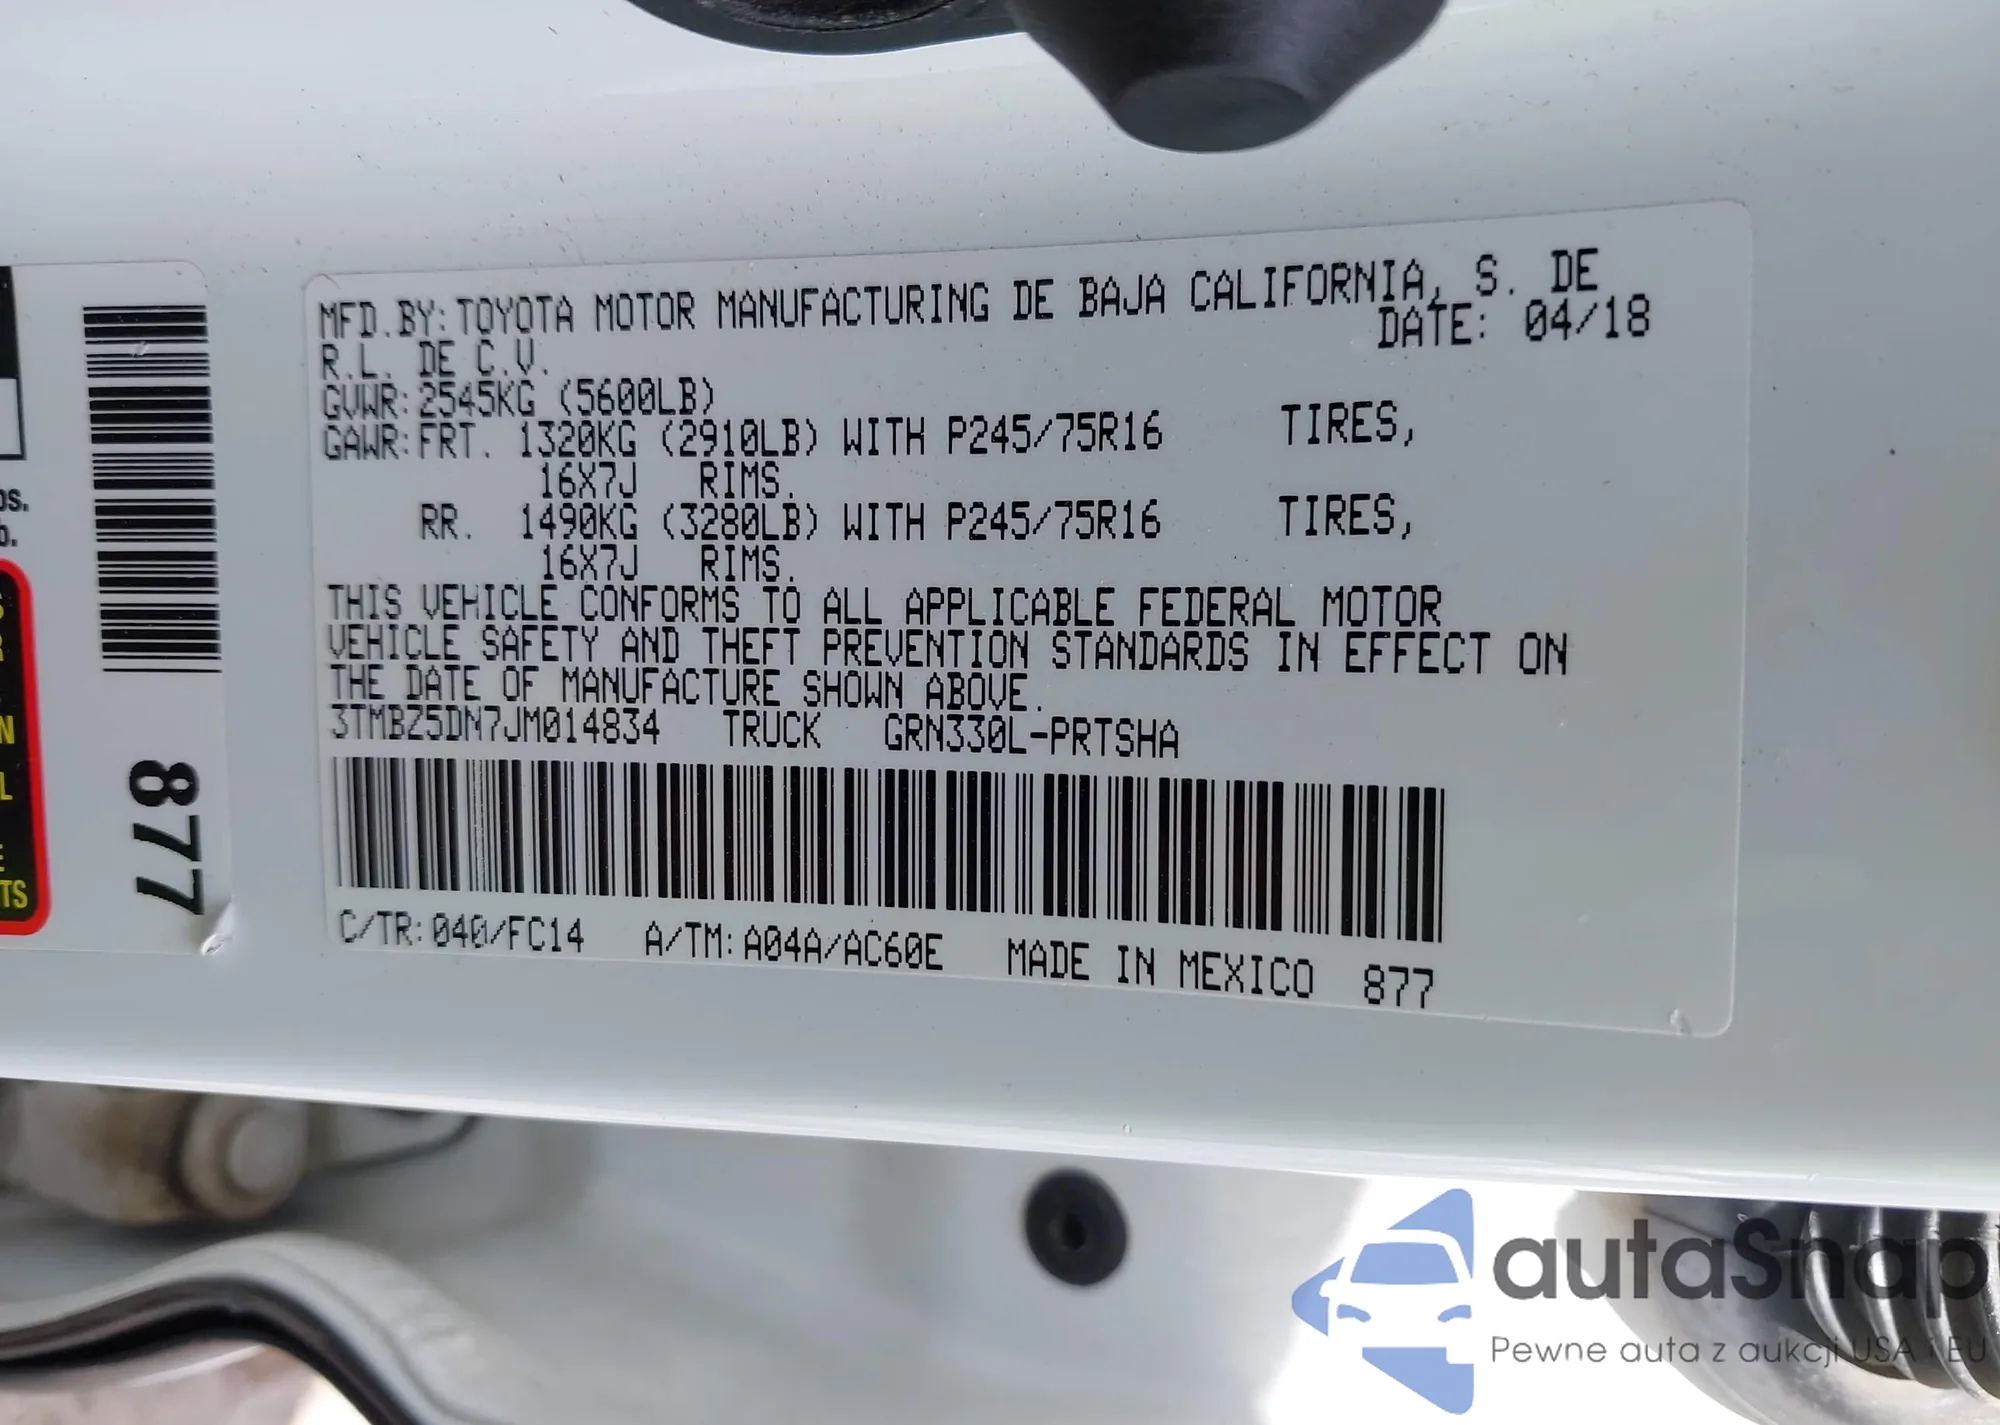 MFD.BY: TOYOTA MOTOR MANUFACTURING DE BAJA CALIFORNIA, S. DE
R.L. DE C.V.
DATE: 04/18
GVWR: 2545KG (5600LB)
GAWR: FRT. 1320KG (2910LB) WITH P245/75R16 TIRES,
16X7J RIMS.
RR. 1490KG (3280LB) WITH P245/75R16 TIRES,
16X7J RIMS.
THIS VEHICLE CONFORMS TO ALL APPLICABLE FEDERAL MOTOR
VEHICLE SAFETY AND THEFT PREVENTION STANDARDS IN EFFECT ON
THE DATE OF MANUFACTURE SHOWN ABOVE.
3TMBZ5DN7JM014834 TRUCK GRN330L-PRTSHA
C/TR: 040/FC14 A/TM: A04A/AC60E MADE IN MEXICO 877
877
TS
autaSnap
Pewne auta z aukcji USA i EU